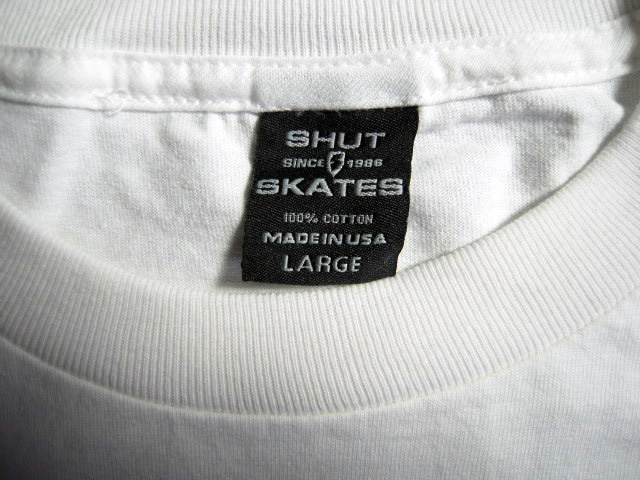 SHUT
SINCE 1986
SKATES
100% COTTON
MADE IN USA
LARGE